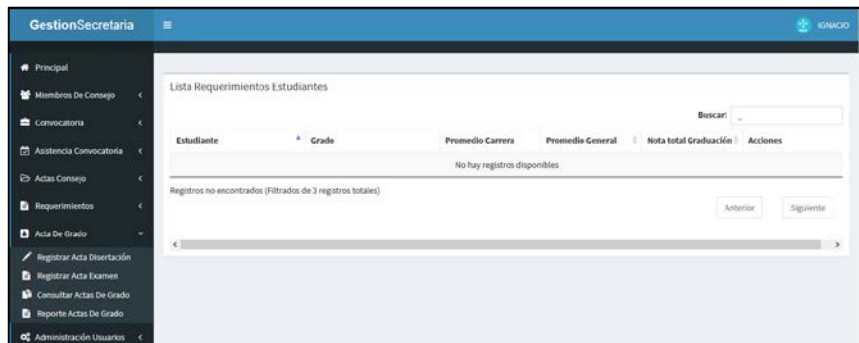 GestionSecretaria
IGNACIO
Principal
Miembros De Consejo
Convocatoria
Asistencia Convocatoria
Actas Consejo
Requerimientos
Acta De Grado
Registrar Acta Disertación
Registrar Acta Examen
Consultar Actas De Grado
Reporte Actas De Grado
Administración Usuarios
Lista Requerimientos Estudiantes
Buscar: _
Estudiante Grado Promedio Carrera Promedio General Nota total Graduación Acciones
No hay registros disponibles
Registros no encontrados (Filtrados de 3 registros totales)
Anterior Siguiente